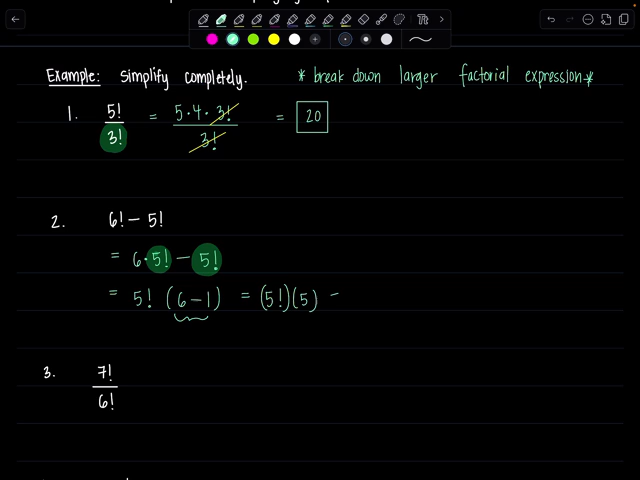 Example: Simplify completely. * break down larger factorial expression *
1. 5!/3! = 5·4·3!/3! = 20
2. 6! – 5!
= 6·5! – 5!
= 5! (6 – 1) = (5!)(5) –
3. 7!/6!